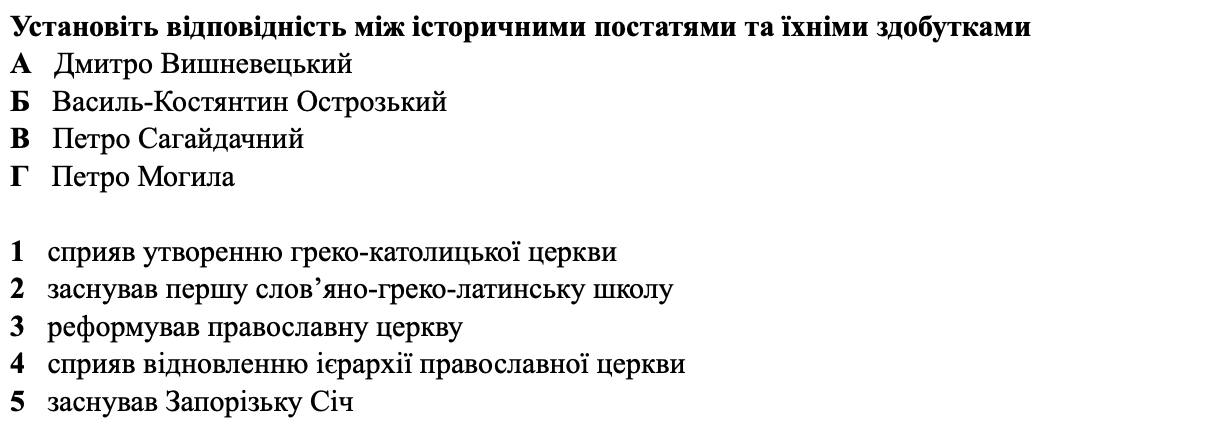 Установіть відповідність між історичними постатями та їхніми здобутками
А Дмитро Вишневецький
Б Василь-Костянтин Острозький
В Петро Сагайдачний
Г Петро Могила
1 сприяв утворенню греко-католицької церкви
2 заснував першу слов’яно-греко-латинську школу
3 реформував православну церкву
4 сприяв відновленню ієрархії православної церкви
5 заснував Запорізьку Січ